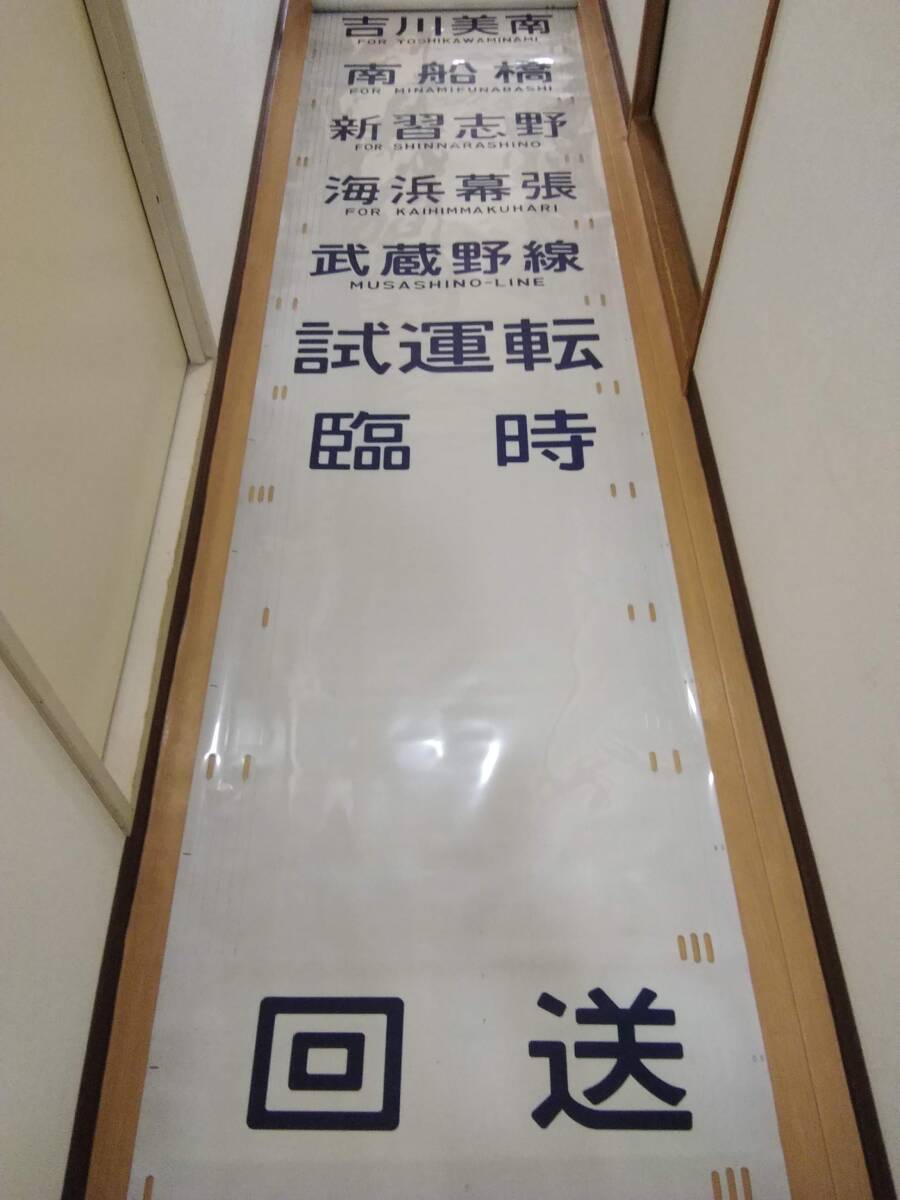 吉川美南
FOR YOSHIKAWAMINAMI
南船橋
FOR MINAMIFUNABASHI
新習志野
FOR SHINNARASHINO
海浜幕張
FOR KAIHIMMAKUHARI
武蔵野線
MUSASHINO-LINE
試運転
臨時
回送